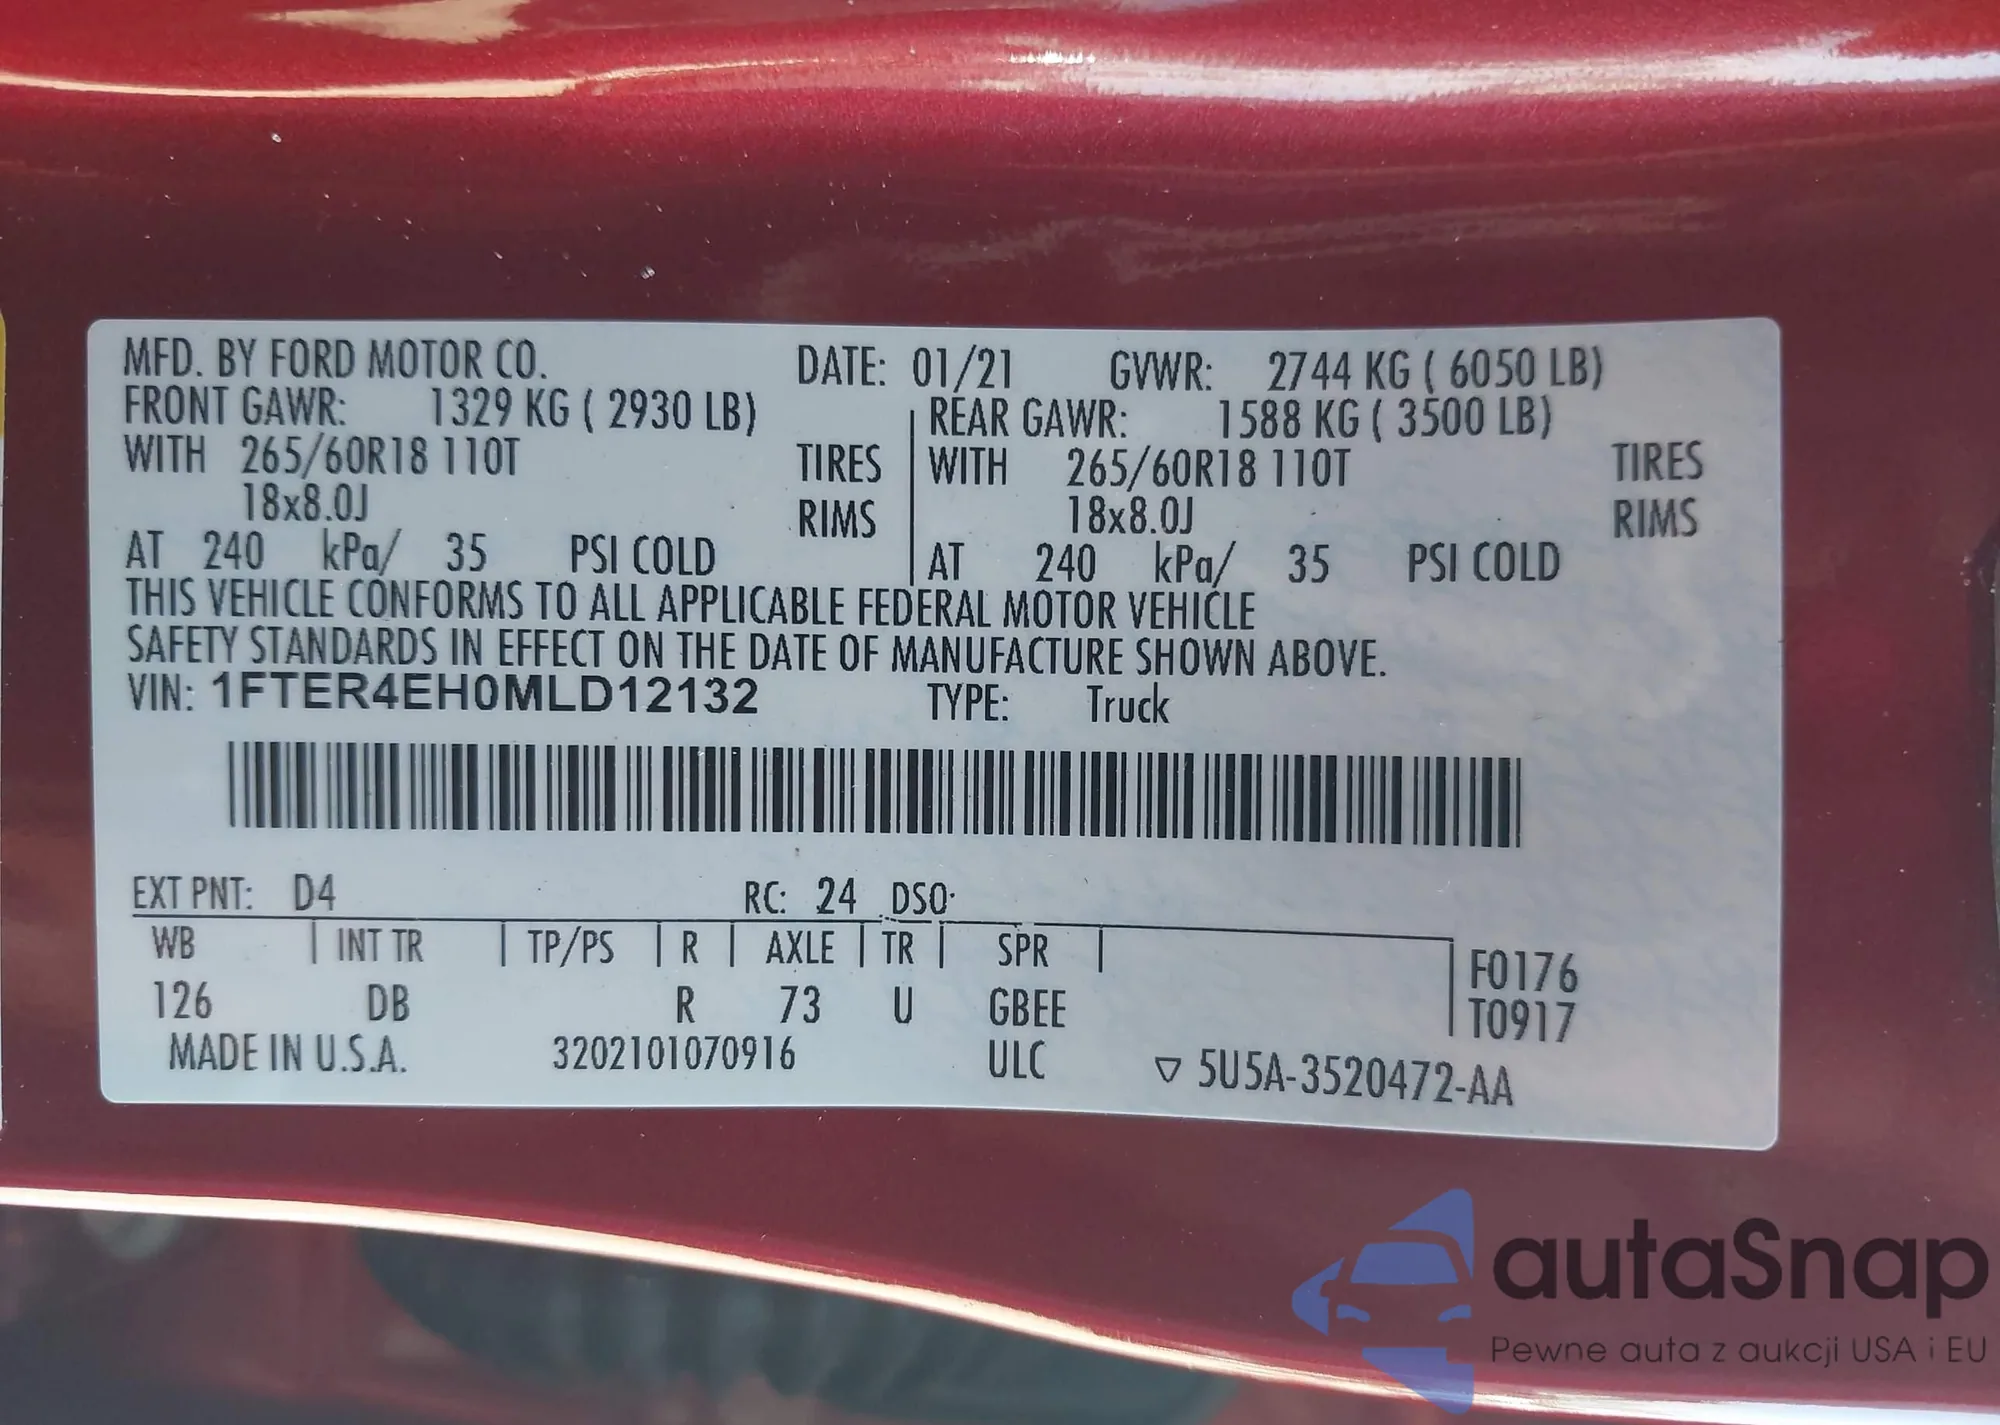 MFD. BY FORD MOTOR CO. DATE: 01/21 GVWR: 2744 KG ( 6050 LB)
FRONT GAWR: 1329 KG ( 2930 LB) REAR GAWR: 1588 KG ( 3500 LB)
WITH 265/60R18 110T TIRES WITH 265/60R18 110T TIRES
18x8.0J RIMS 18x8.0J RIMS
AT 240 kPa/ 35 PSI COLD AT 240 kPa/ 35 PSI COLD
THIS VEHICLE CONFORMS TO ALL APPLICABLE FEDERAL MOTOR VEHICLE
SAFETY STANDARDS IN EFFECT ON THE DATE OF MANUFACTURE SHOWN ABOVE.
VIN: 1FTER4EH0MLD12132 TYPE: Truck
EXT PNT: D4 RC: 24 DSO:
WB | INT TR | TP/PS | R | AXLE | TR | SPR |
F0176
126 DB R 73 U GBEE
T0917
MADE IN U.S.A. 3202101070916 ULC ▽ 5U5A-3520472-AA
autaSnap
Pewne auta z aukcji USA i EU